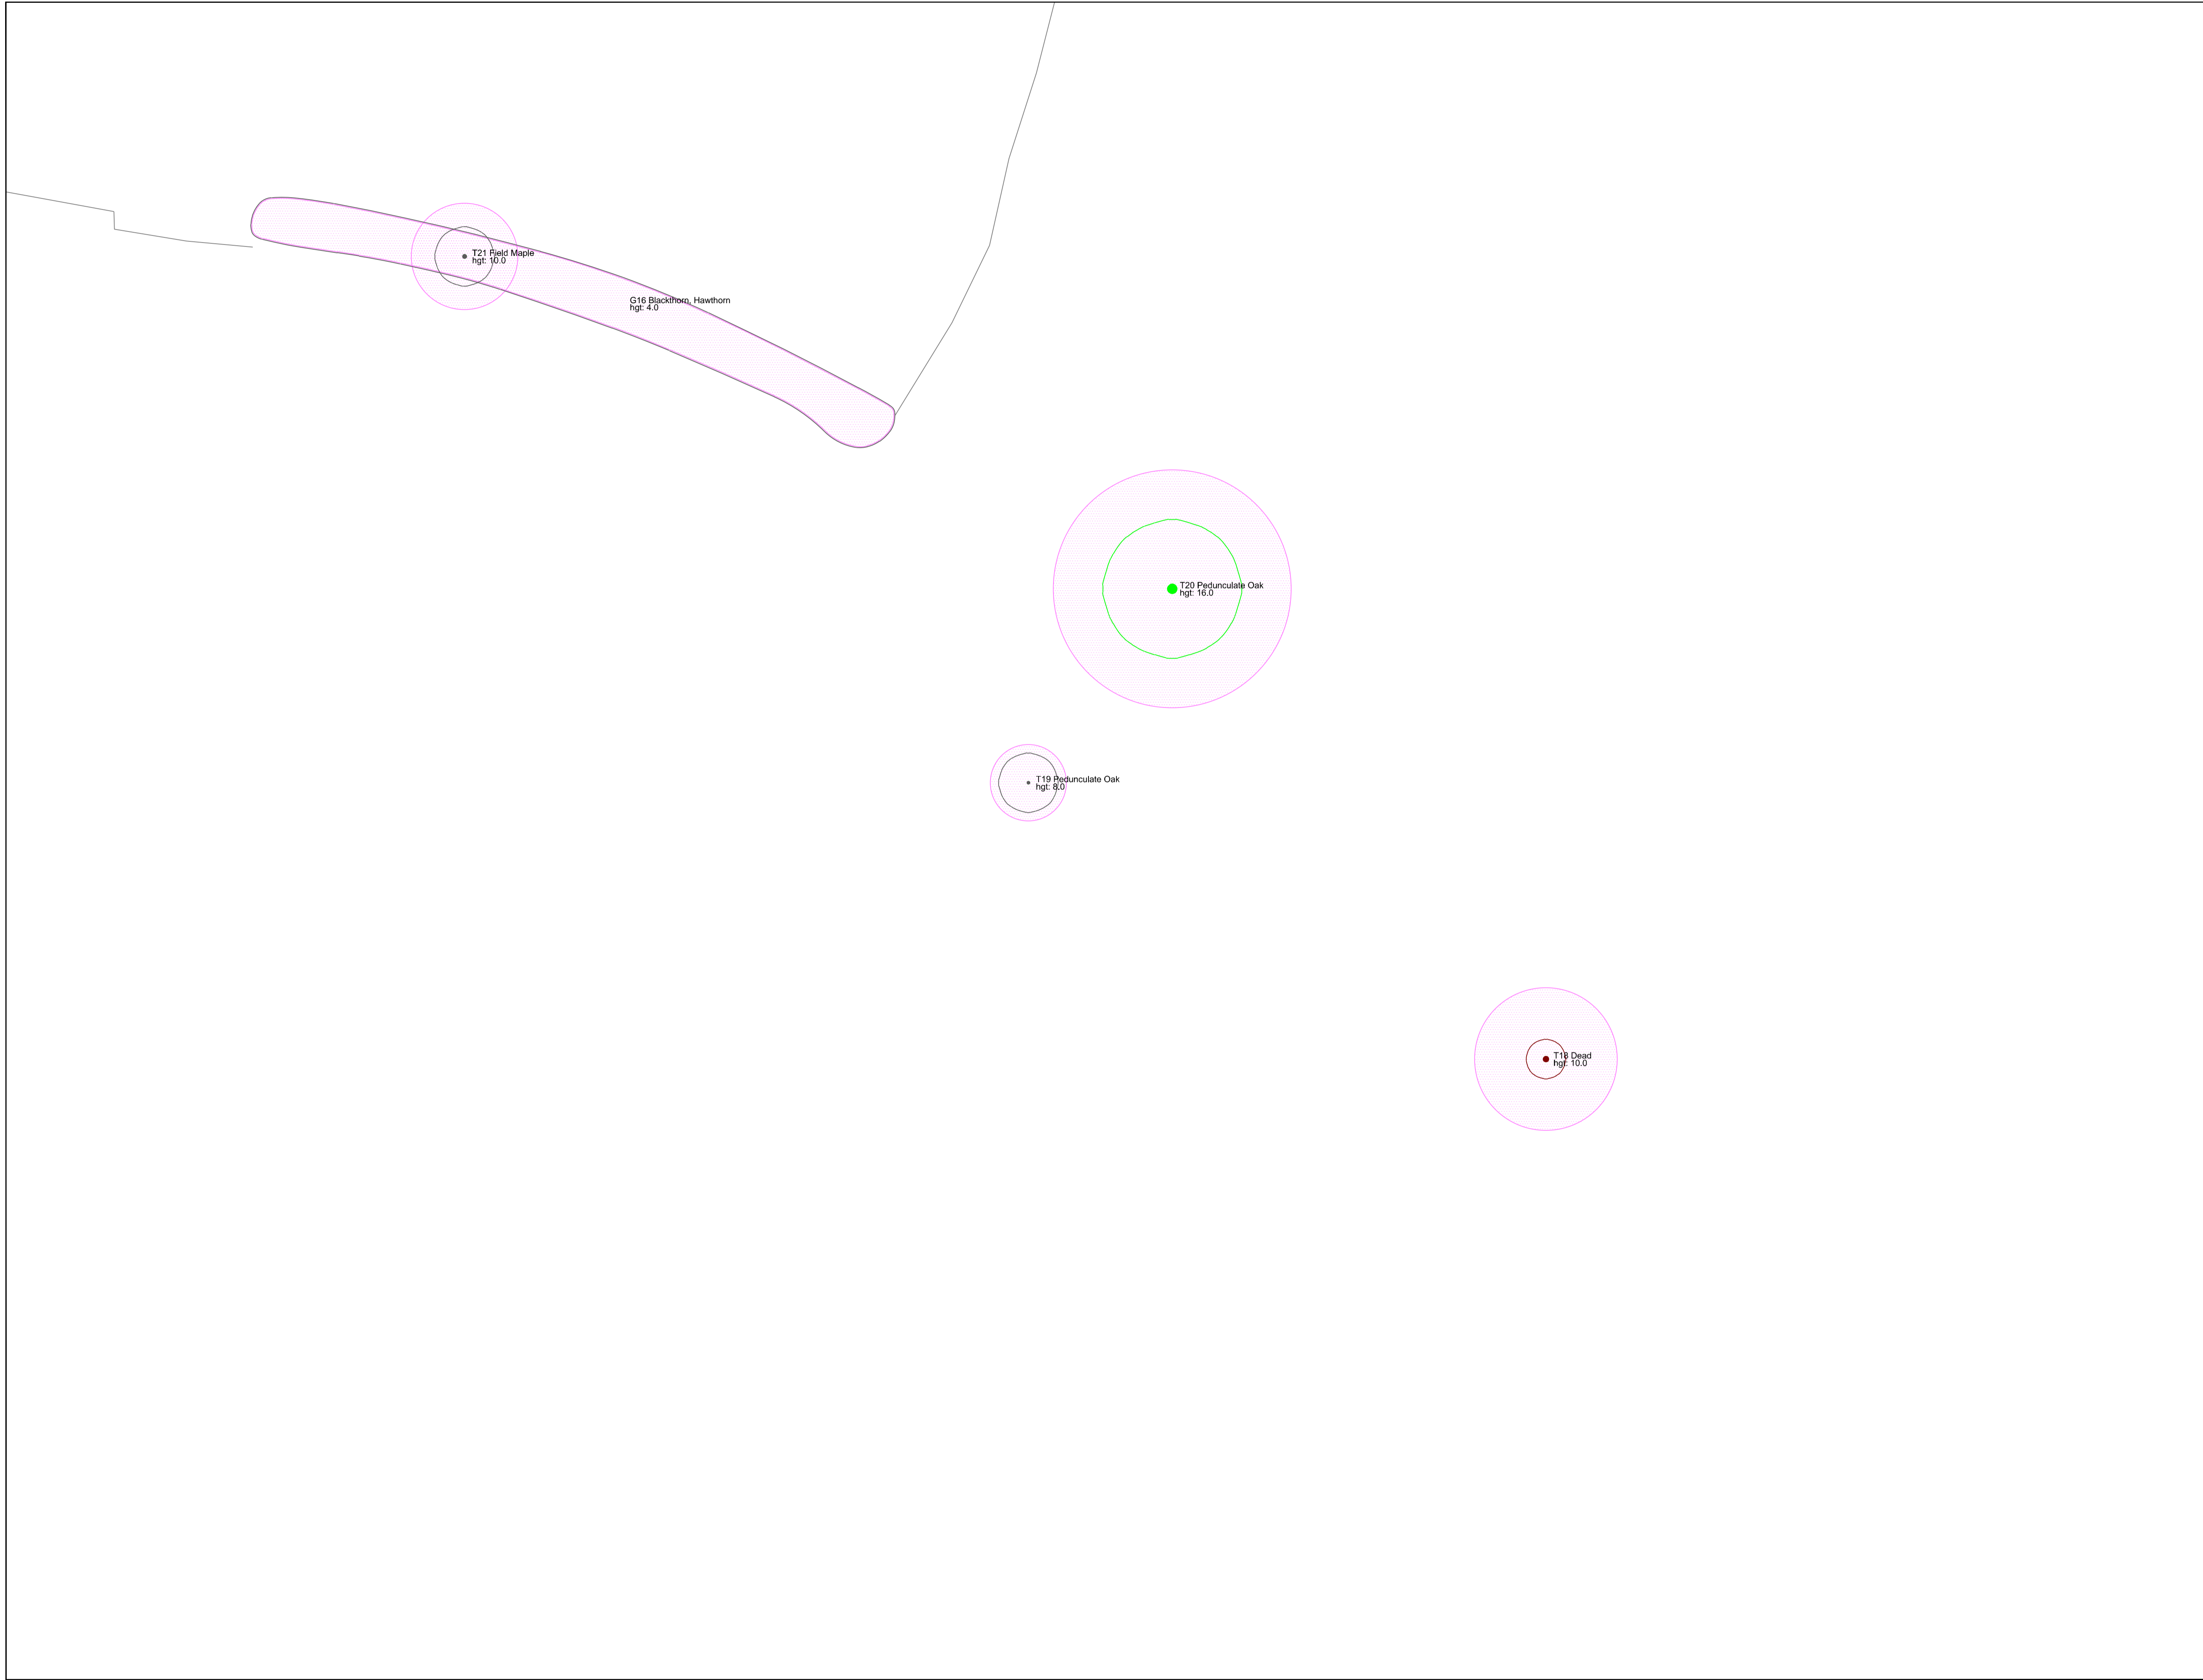 T21 Field Maple
hgt: 10.0
G16 Blackthorn, Hawthorn
hgt: 4.0
T20 Pedunculate Oak
hgt: 16.0
T19 Pedunculate Oak
hgt: 8.0
T18 Dead
hgt: 10.0